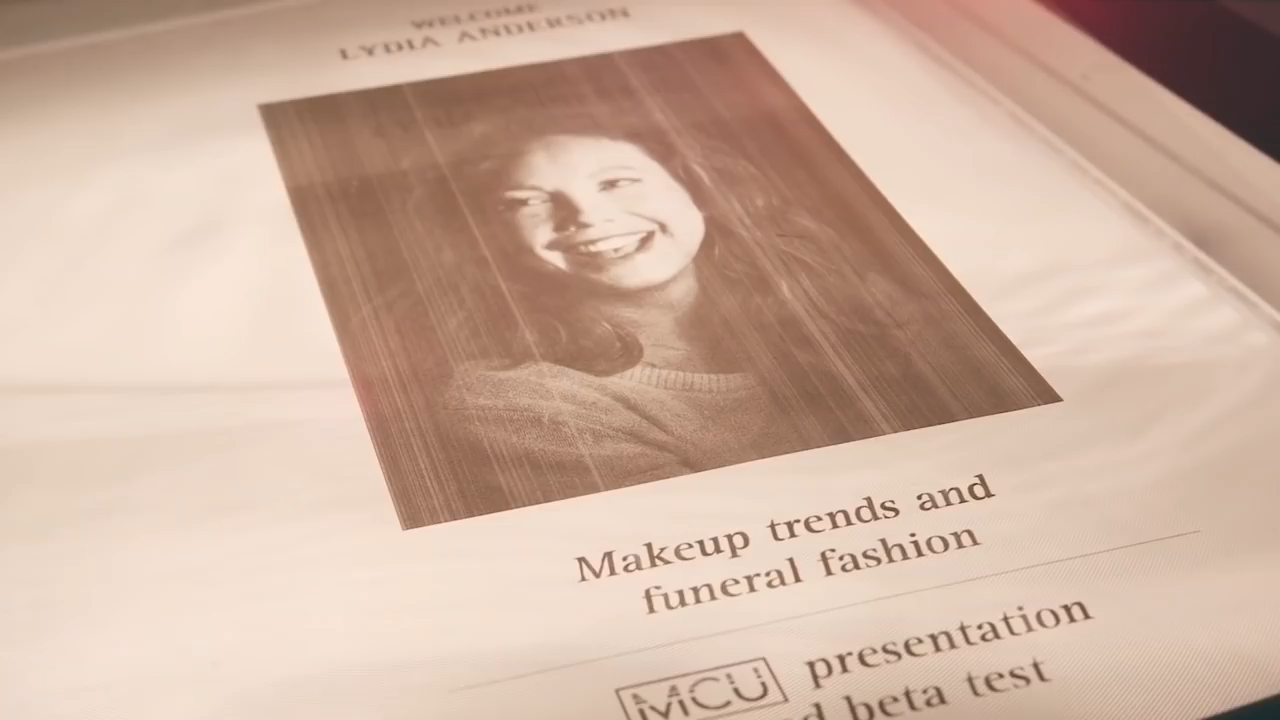 WELCOME
LYDIA ANDERSON
Makeup trends and
funeral fashion
MCU presentation
beta test